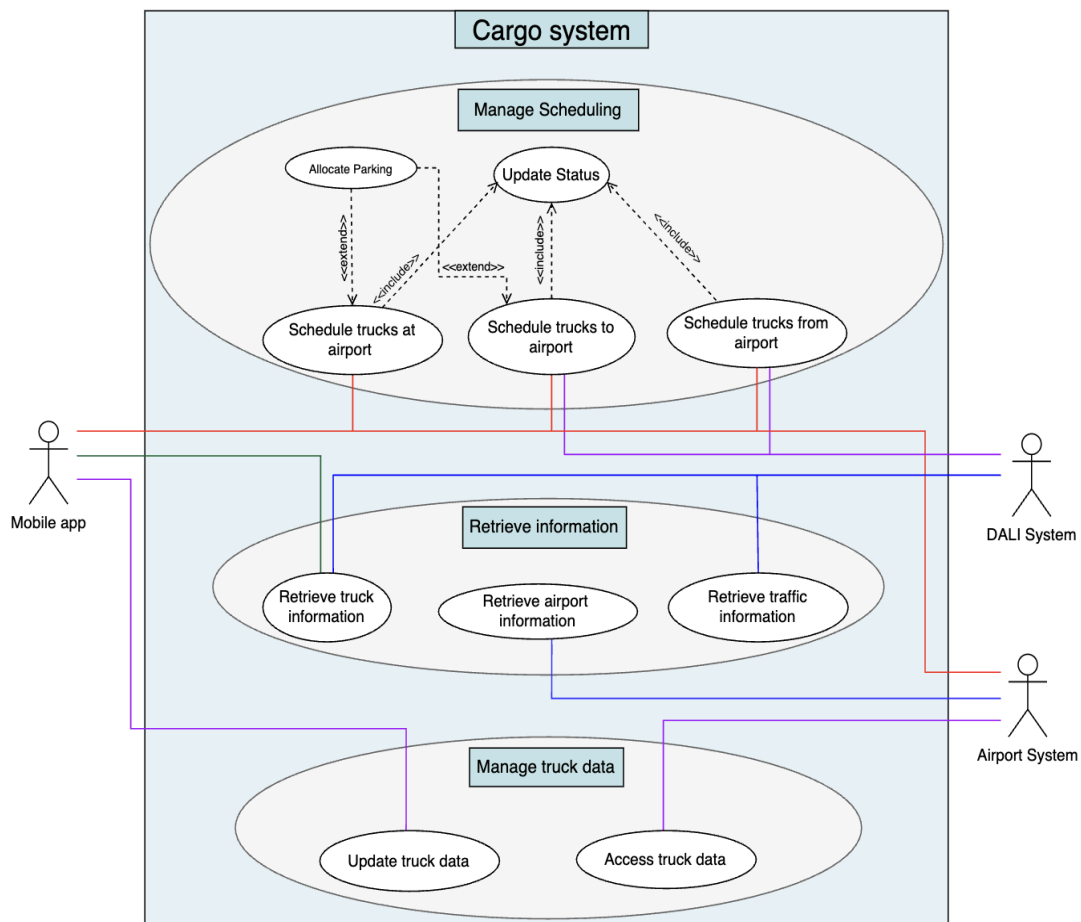 Cargo system
Manage Scheduling
Allocate Parking
Update Status
<<extend>>
<<include>>
<<extend>>
<<include>>
<<include>>
Schedule trucks at
airport
Schedule trucks to
airport
Schedule trucks from
airport
Mobile app
DALI System
Retrieve information
Retrieve truck
information
Retrieve airport
information
Retrieve traffic
information
Airport System
Manage truck data
Update truck data
Access truck data